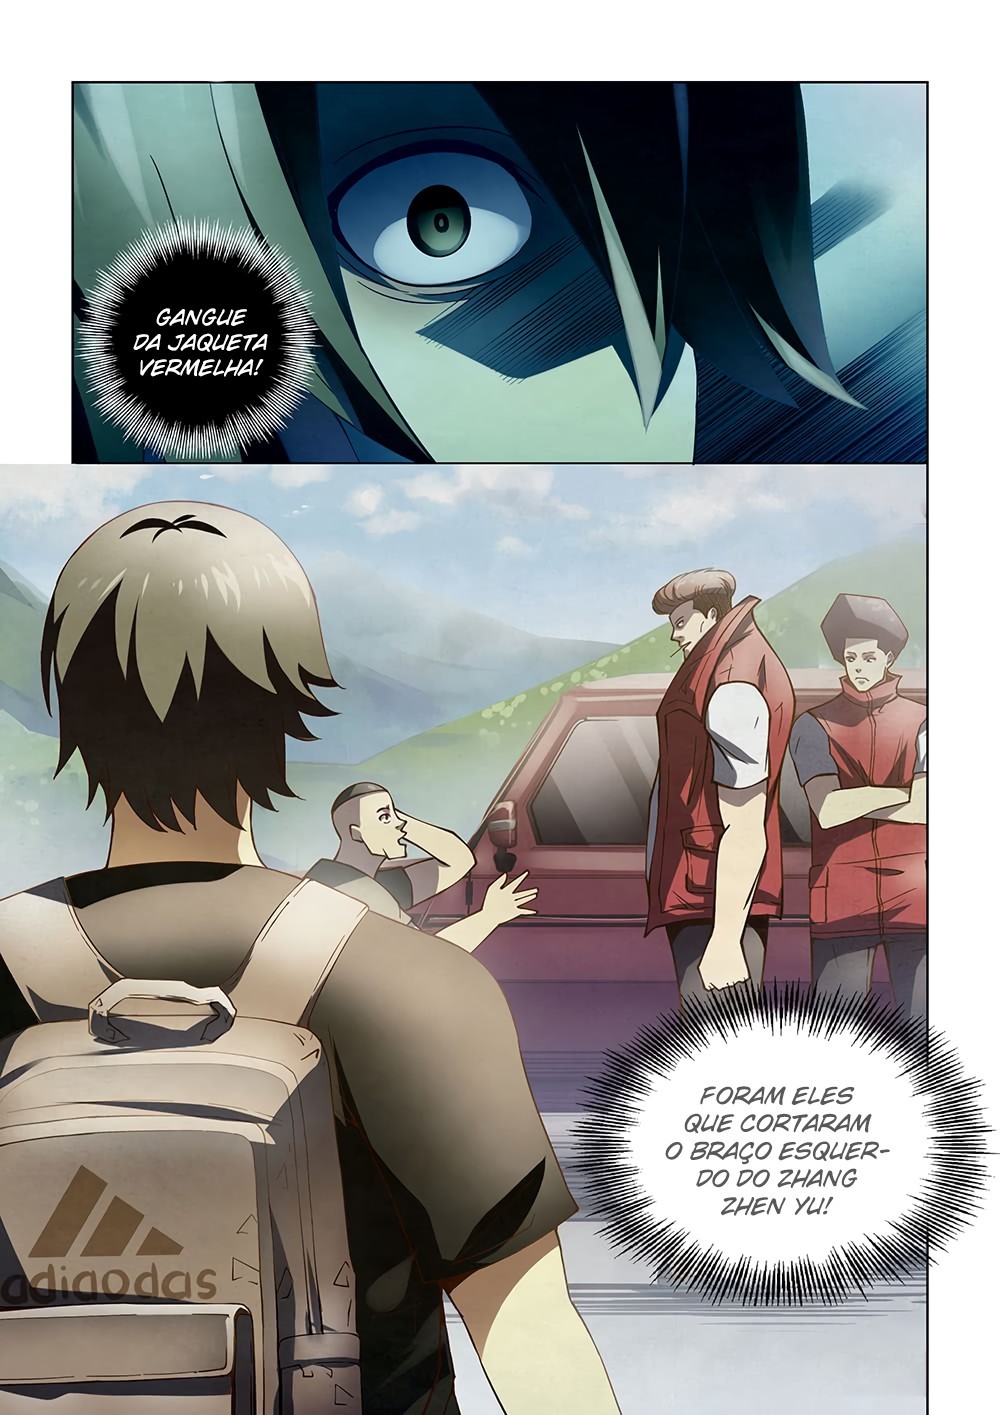 GANGUE
DA JAQUETA
VERMELHA!
FORAM ELES
QUE CORTARAM
O BRAÇO ESQUER-
DO DO ZHANG
ZHEN YU!
adiaodas